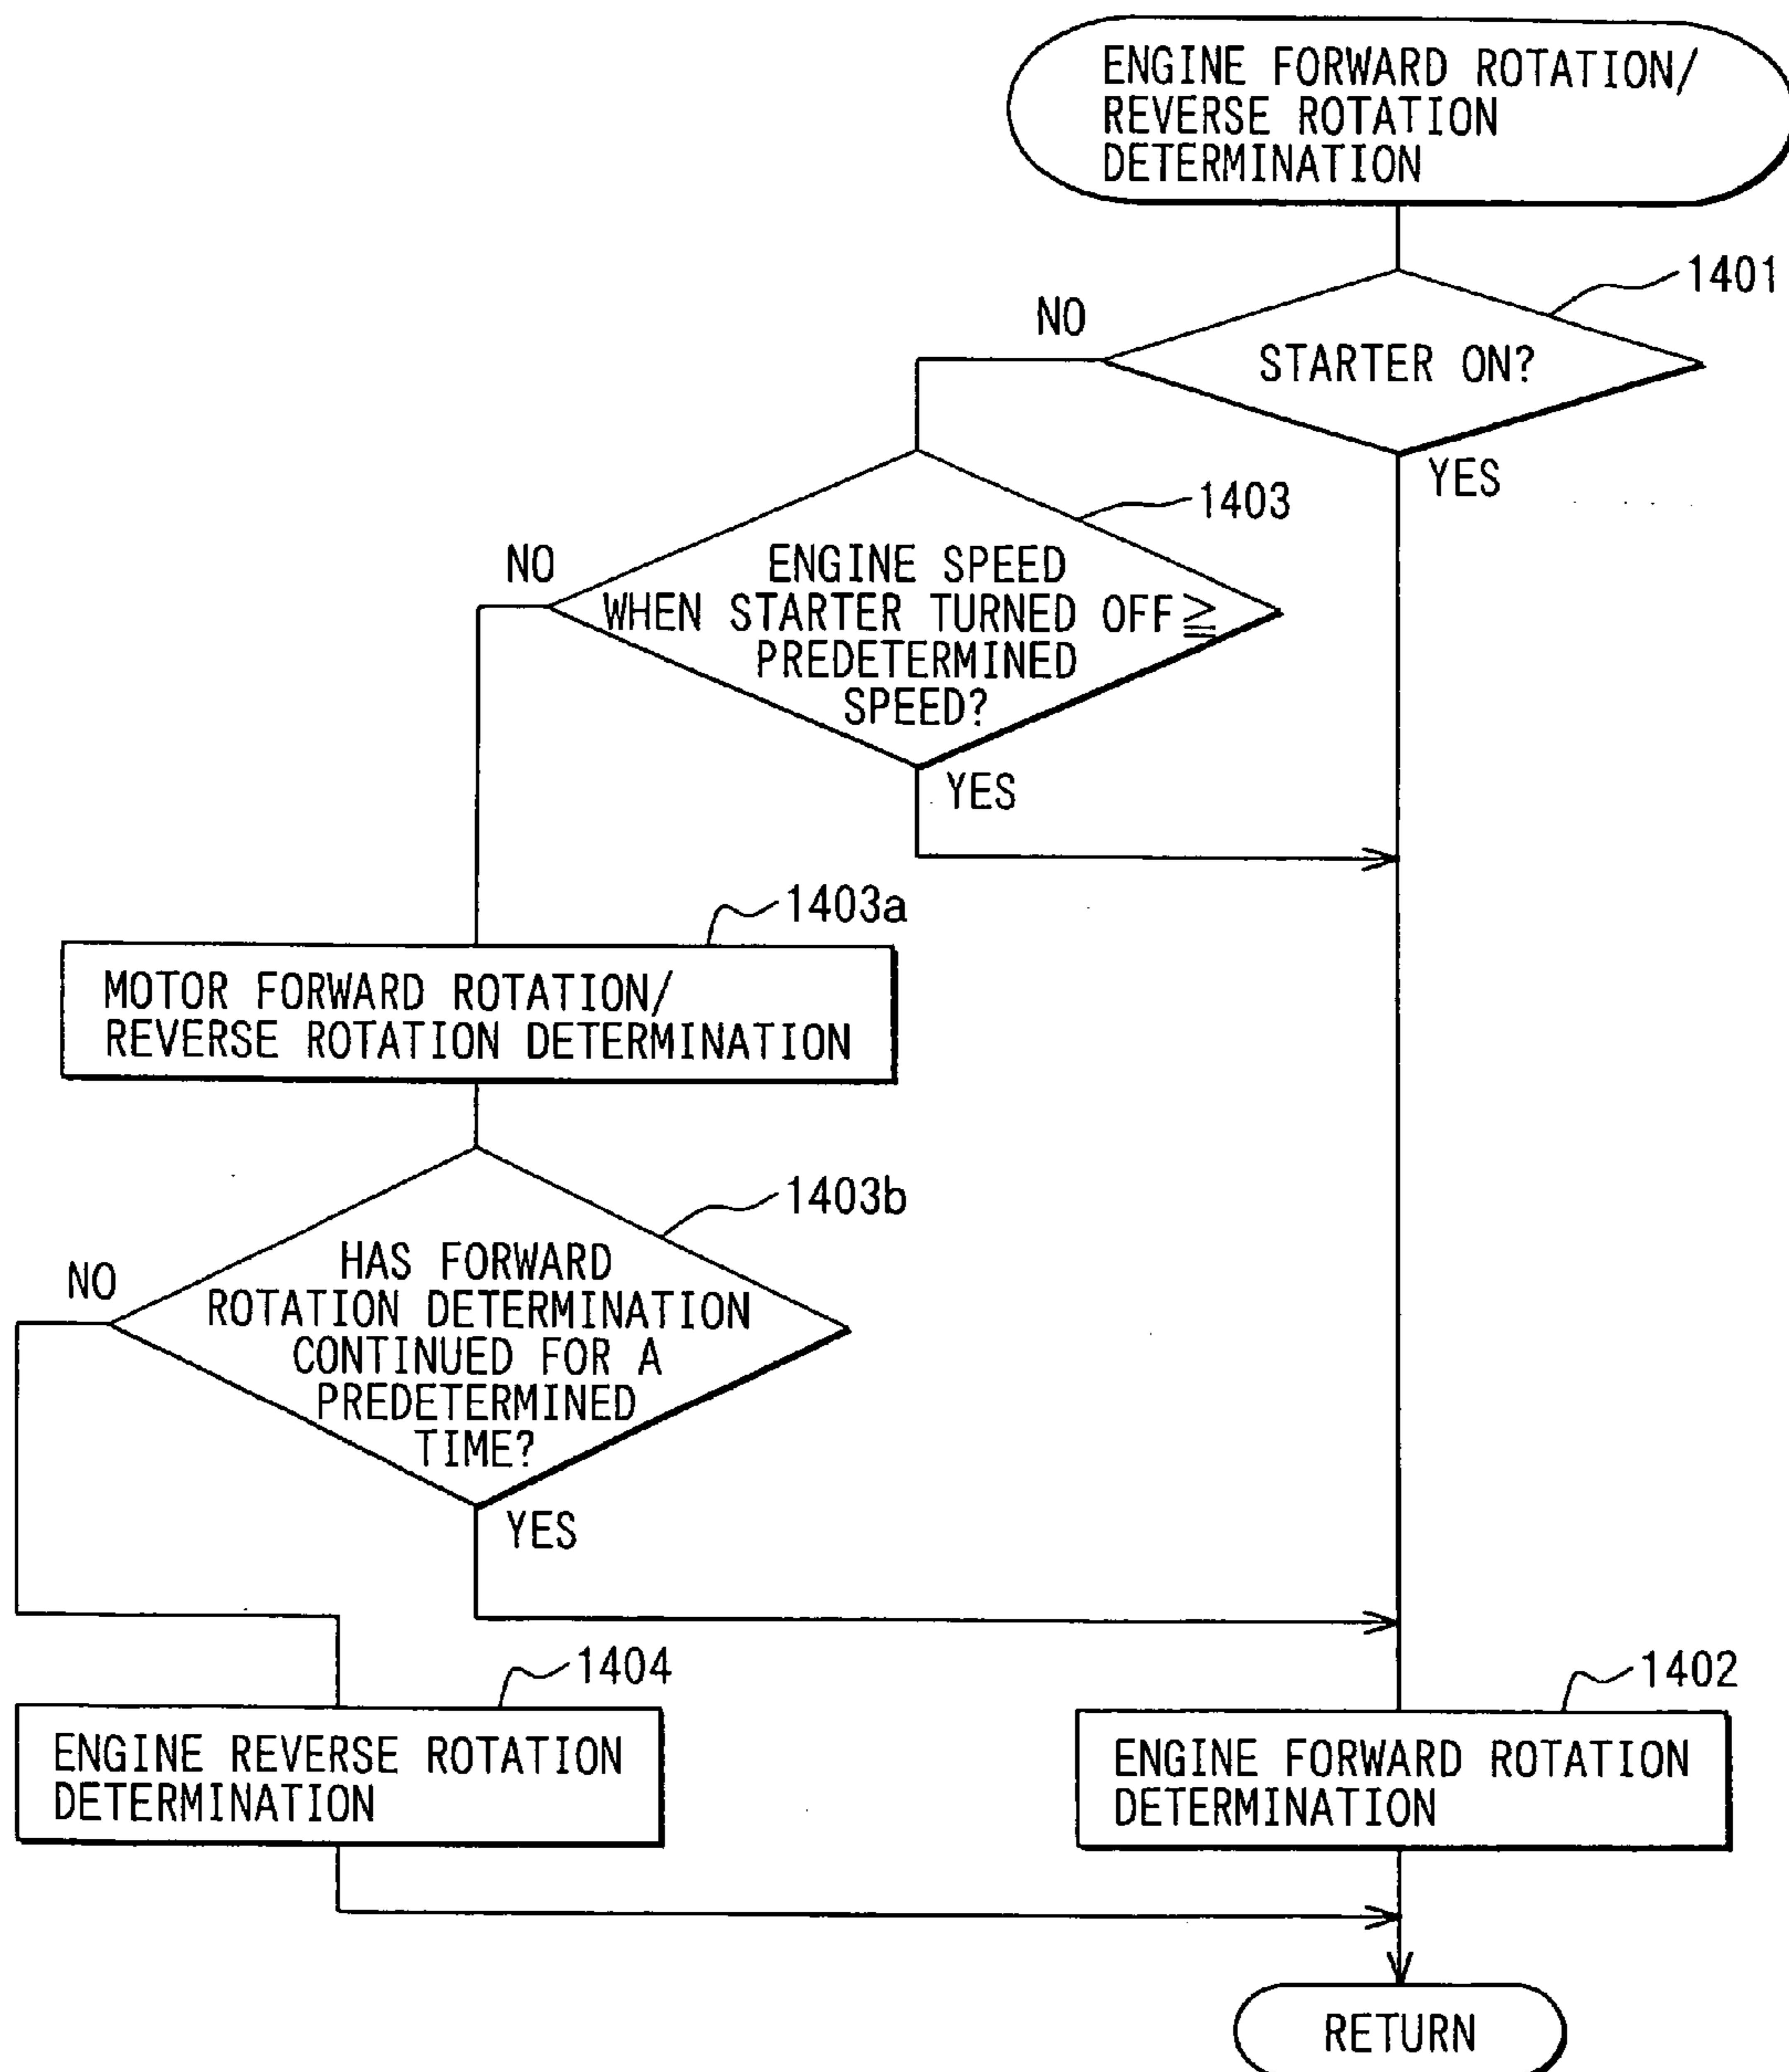 ENGINE FORWARD ROTATION/
REVERSE ROTATION
DETERMINATION
1401
NO
STARTER ON?
YES
1403
NO
ENGINE SPEED
WHEN STARTER TURNED OFF ≧
PREDETERMINED
SPEED?
YES
1403a
MOTOR FORWARD ROTATION/
REVERSE ROTATION DETERMINATION
1403b
NO
HAS FORWARD
ROTATION DETERMINATION
CONTINUED FOR A
PREDETERMINED
TIME?
YES
1404
ENGINE REVERSE ROTATION
DETERMINATION
1402
ENGINE FORWARD ROTATION
DETERMINATION
RETURN